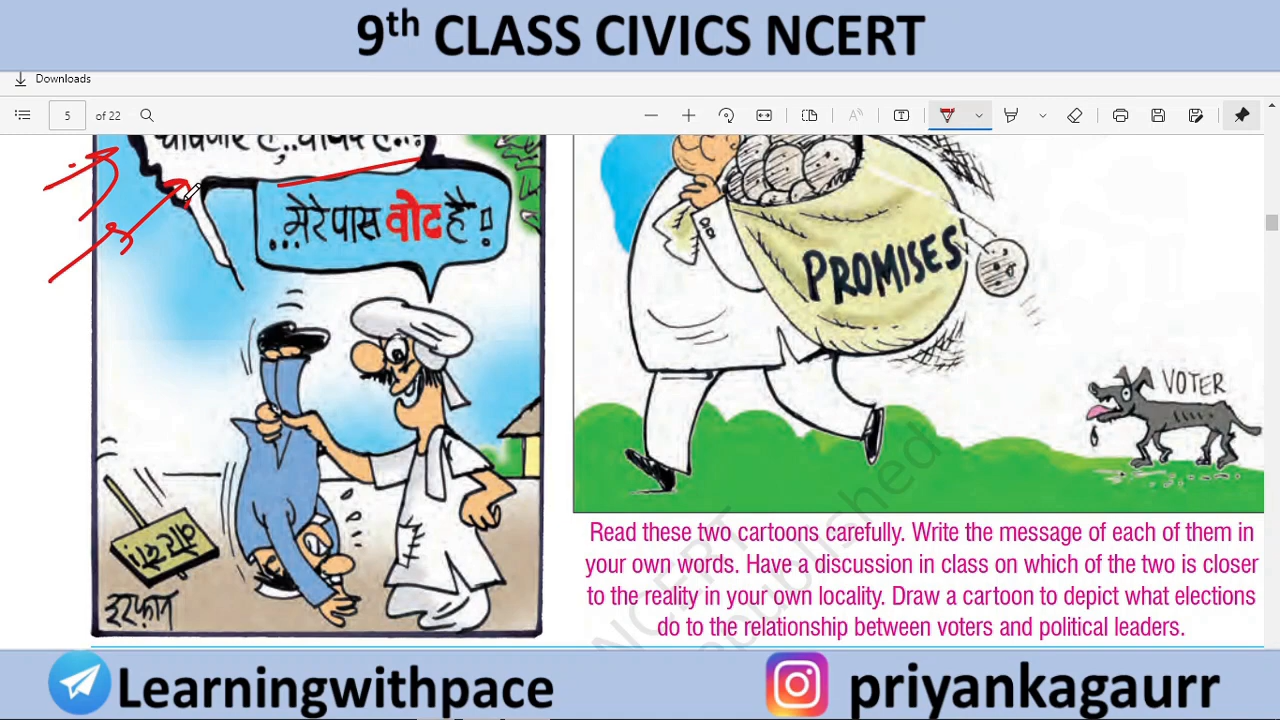 9th CLASS CIVICS NCERT
Downloads
5 of 22
...मेरे पास वोट है!
PROMISES
VOTER
इरफान
Read these two cartoons carefully. Write the message of each of them in
your own words. Have a discussion in class on which of the two is closer
to the reality in your own locality. Draw a cartoon to depict what elections
do to the relationship between voters and political leaders.
Learningwithpace
priyankagaurr